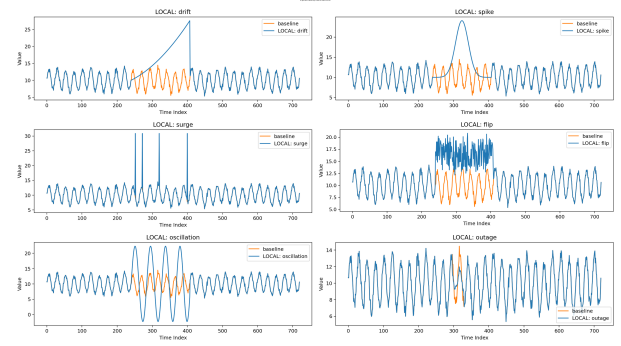 LOCAL: drift
Value
25
20
15
10
5
baseline
LOCAL: drift
0 100 200 300 400 500 600 700
Time Index
LOCAL: spike
Value
20
15
10
5
baseline
LOCAL: spike
0 100 200 300 400 500 600 700
Time Index
LOCAL: surge
Value
30
25
20
15
10
5
baseline
LOCAL: surge
0 100 200 300 400 500 600 700
Time Index
LOCAL: flip
Value
20.0
17.5
15.0
12.5
10.0
7.5
5.0
baseline
LOCAL: flip
0 100 200 300 400 500 600 700
Time Index
LOCAL: oscillation
Value
20
15
10
5
0
baseline
LOCAL: oscillation
0 100 200 300 400 500 600 700
Time Index
LOCAL: outage
Value
14
12
10
8
6
baseline
LOCAL: outage
0 100 200 300 400 500 600 700
Time Index